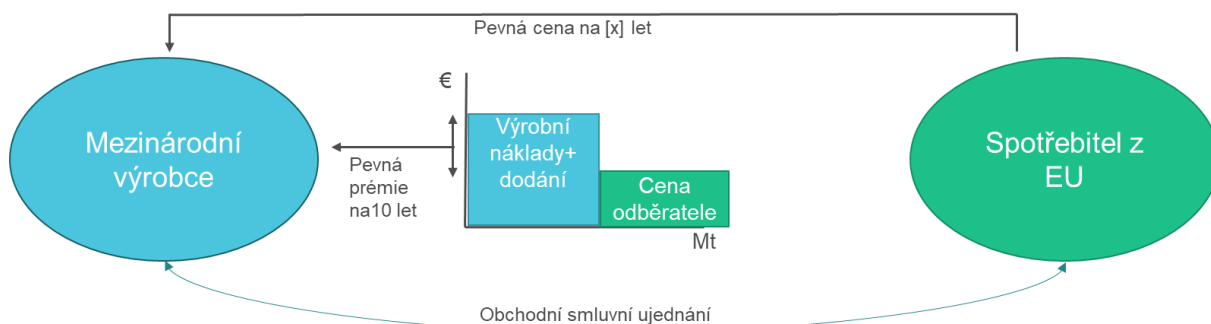 Pevná cena na [x] let
€
Mezinárodní
výrobce
Výrobní
náklady+
dodání
Spotřebitel z
EU
Pevná
prémie
na10 let
Cena
odběratele
Mt
Obchodní smluvní ujednání